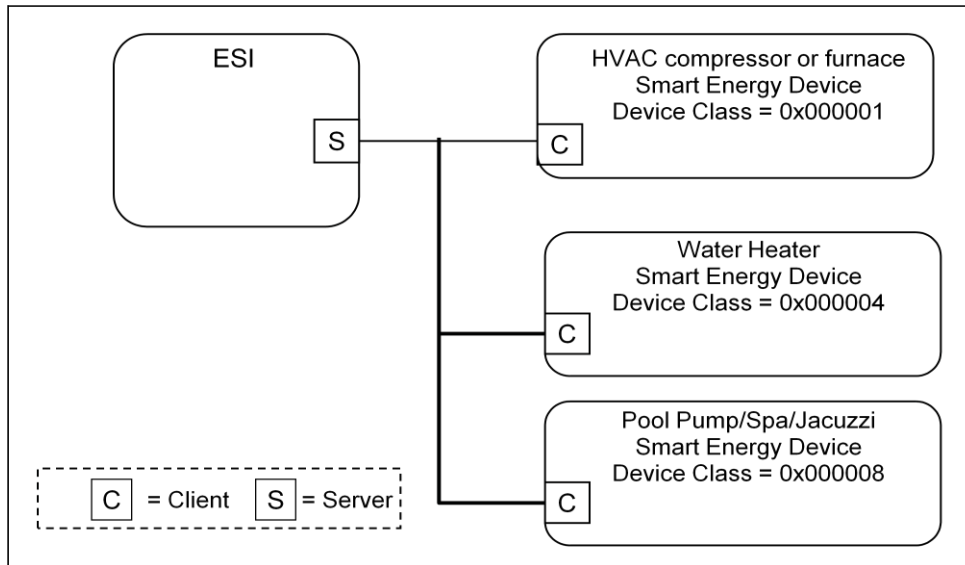 ESI
S
HVAC compressor or furnace
Smart Energy Device
Device Class = 0x000001
C
Water Heater
Smart Energy Device
Device Class = 0x000004
C
Pool Pump/Spa/Jacuzzi
Smart Energy Device
Device Class = 0x000008
C
C = Client S = Server